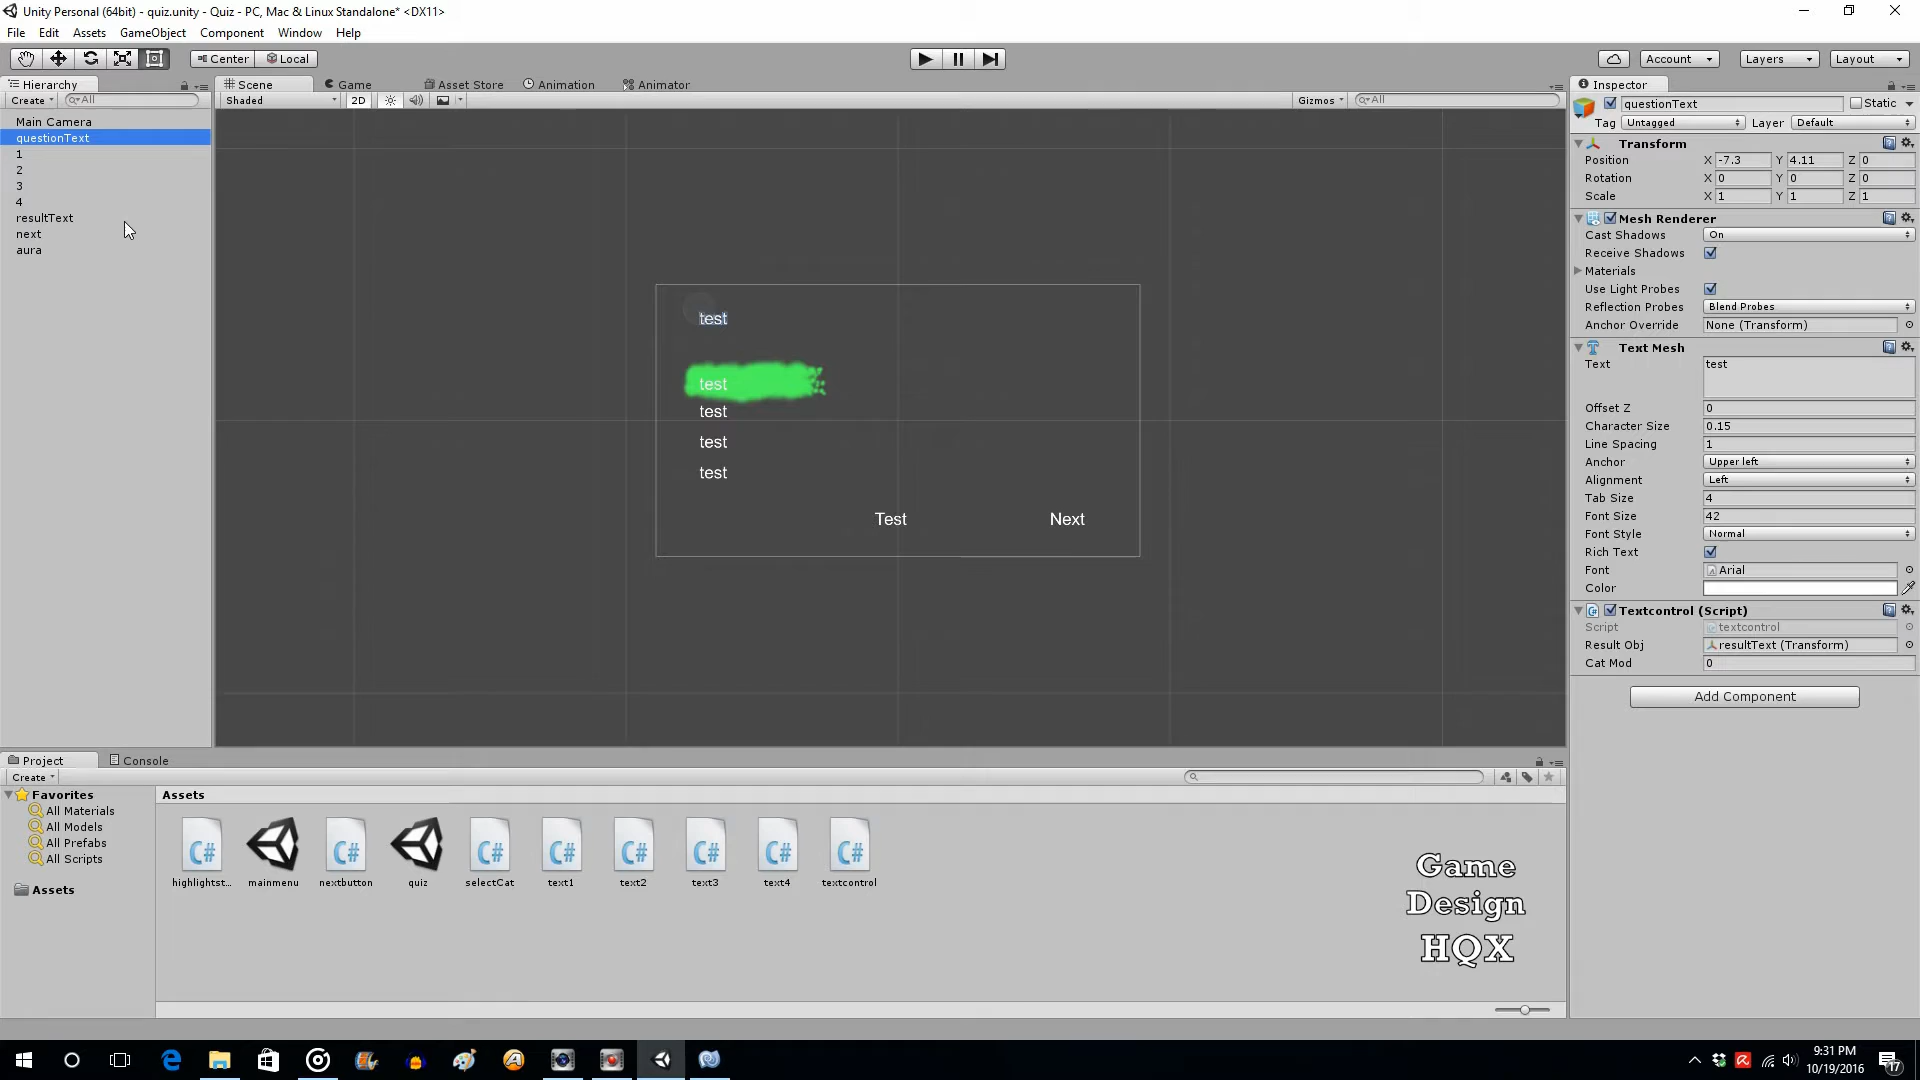 Unity Personal (64bit) - quiz.unity - Quiz - PC, Mac & Linux Standalone* <DX11>
File Edit Assets GameObject Component Window Help
Center Local Account Layers Layout
Hierarchy
Create All
Main Camera
questionText
1
2
3
4
resultText
next
aura
Scene Game Asset Store Animation Animator
Shaded 2D Gizmos All
test
test
test
test
test
Test Next
Inspector
questionText Static
Tag Untagged Layer Default
Transform
Position X -7.3 Y 4.11 Z 0
Rotation X 0 Y 0 Z 0
Scale X 1 Y 1 Z 1
Mesh Renderer
Cast Shadows On
Receive Shadows
Materials
Use Light Probes
Reflection Probes Blend Probes
Anchor Override None (Transform)
Text Mesh
Text test
Offset Z 0
Character Size 0.15
Line Spacing 1
Anchor Upper left
Alignment Left
Tab Size 4
Font Size 42
Font Style Normal
Rich Text
Font Arial
Color
Textcontrol (Script)
Script textcontrol
Result Obj resultText (Transform)
Cat Mod 0
Add Component
Project Console
Create
Favorites
All Materials
All Models
All Prefabs
All Scripts
Assets
Assets
C# C# C# C# C# C# C# C#
highlightst... mainmenu nextbutton quiz selectCat text1 text2 text3 text4 textcontrol
Game
Design
HQX
9:31 PM
10/19/2016
17